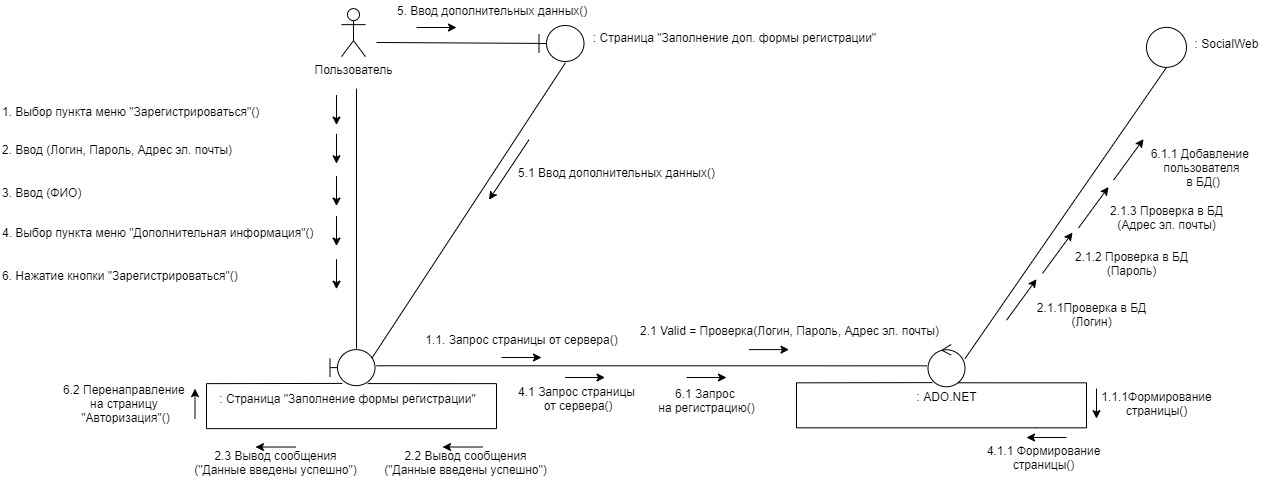 5. Ввод дополнительных данных()
: Страница "Заполнение доп. формы регистрации"
: SocialWeb
Пользователь
1. Выбор пункта меню "Зарегистрироваться"()
2. Ввод (Логин, Пароль, Адрес эл. почты)
3. Ввод (ФИО)
4. Выбор пункта меню "Дополнительная информация"()
6. Нажатие кнопки "Зарегистрироваться"()
5.1 Ввод дополнительных данных()
6.1.1 Добавление
пользователя
в БД()
2.1.3 Проверка в БД
(Адрес эл. почты)
2.1.2 Проверка в БД
(Пароль)
2.1.1Проверка в БД
(Логин)
1.1. Запрос страницы от сервера()
2.1 Valid = Проверка(Логин, Пароль, Адрес эл. почты)
4.1 Запрос страницы
от сервера()
6.1 Запрос
на регистрацию()
6.2 Перенаправление
на страницу
"Авторизация"()
: Страница "Заполнение формы регистрации"
: ADO.NET
1.1.1Формирование
страницы()
2.3 Вывод сообщения
("Данные введены успешно")
2.2 Вывод сообщения
("Данные введены успешно()
4.1.1 Формирование
страницы()